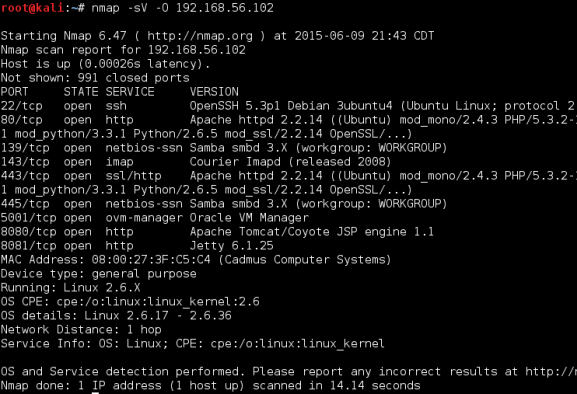 root@kali:~# nmap -sV -O 192.168.56.102

Starting Nmap 6.47 ( http://nmap.org ) at 2015-06-09 21:43 CDT
Nmap scan report for 192.168.56.102
Host is up (0.00026s latency).
Not shown: 991 closed ports
PORT     STATE SERVICE     VERSION
22/tcp   open  ssh         OpenSSH 5.3p1 Debian 3ubuntu4 (Ubuntu Linux; protocol 2
80/tcp   open  http        Apache httpd 2.2.14 ((Ubuntu) mod_mono/2.4.3 PHP/5.3.2-
1 mod_python/3.3.1 Python/2.6.5 mod_ssl/2.2.14 OpenSSL/...)
139/tcp  open  netbios-ssn Samba smbd 3.X (workgroup: WORKGROUP)
143/tcp  open  imap        Courier Imapd (released 2008)
443/tcp  open  ssl/http    Apache httpd 2.2.14 ((Ubuntu) mod_mono/2.4.3 PHP/5.3.2-
1 mod_python/3.3.1 Python/2.6.5 mod_ssl/2.2.14 OpenSSL/...)
445/tcp  open  netbios-ssn Samba smbd 3.X (workgroup: WORKGROUP)
5001/tcp open  ovm-manager Oracle VM Manager
8080/tcp open  http        Apache Tomcat/Coyote JSP engine 1.1
8081/tcp open  http        Jetty 6.1.25
MAC Address: 08:00:27:3F:C5:C4 (Cadmus Computer Systems)
Device type: general purpose
Running: Linux 2.6.X
OS CPE: cpe:/o:linux:linux_kernel:2.6
OS details: Linux 2.6.17 - 2.6.36
Network Distance: 1 hop
Service Info: OS: Linux; CPE: cpe:/o:linux:linux_kernel

OS and Service detection performed. Please report any incorrect results at http://
Nmap done: 1 IP address (1 host up) scanned in 14.14 seconds